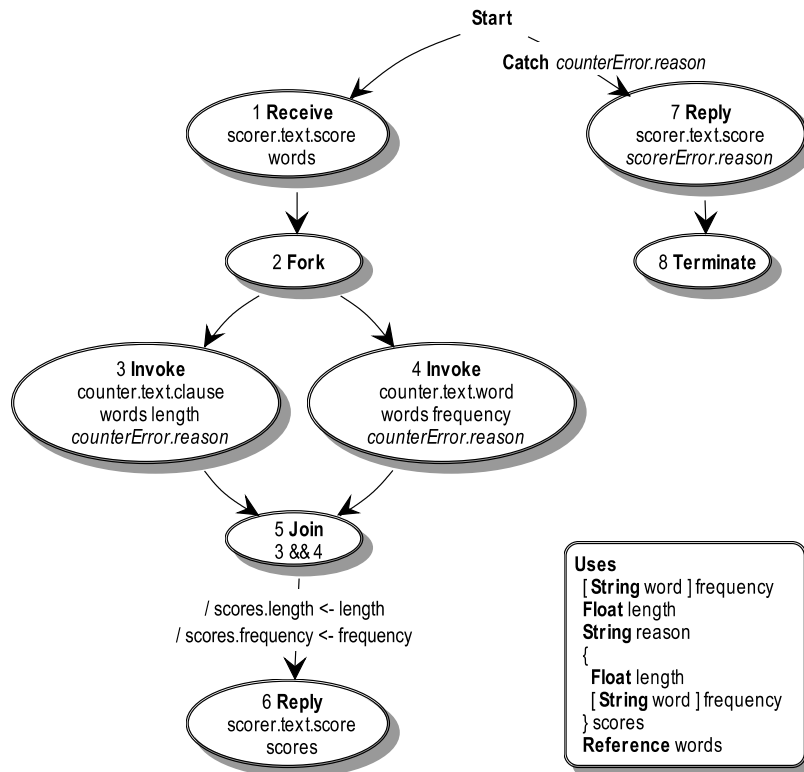 Start
Catch counterError.reason
1 Receive
scorer.text.score
words
7 Reply
scorer.text.score
scorerError.reason
2 Fork
8 Terminate
3 Invoke
counter.text.clause
words length
counterError.reason
4 Invoke
counter.text.word
words frequency
counterError.reason
5 Join
3 && 4
/ scores.length <- length
/ scores.frequency <- frequency
6 Reply
scorer.text.score
scores
Uses
[ String word ] frequency
Float length
String reason
{
Float length
[ String word ] frequency
} scores
Reference words